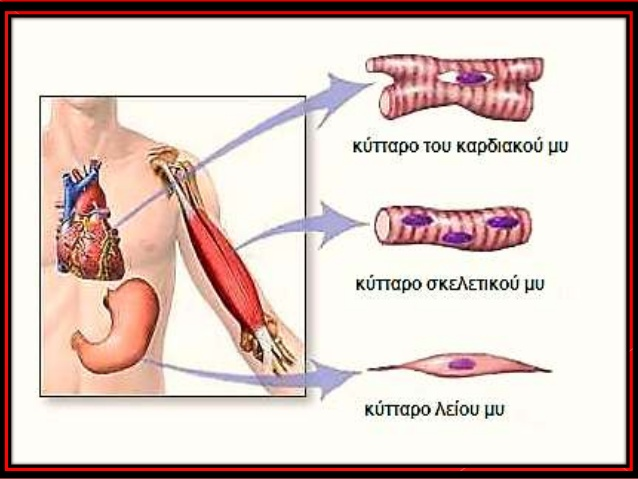 κύτταρο του καρδιακού μυ
κύτταρο σκελετικού μυ
κύτταρο λείου μυ